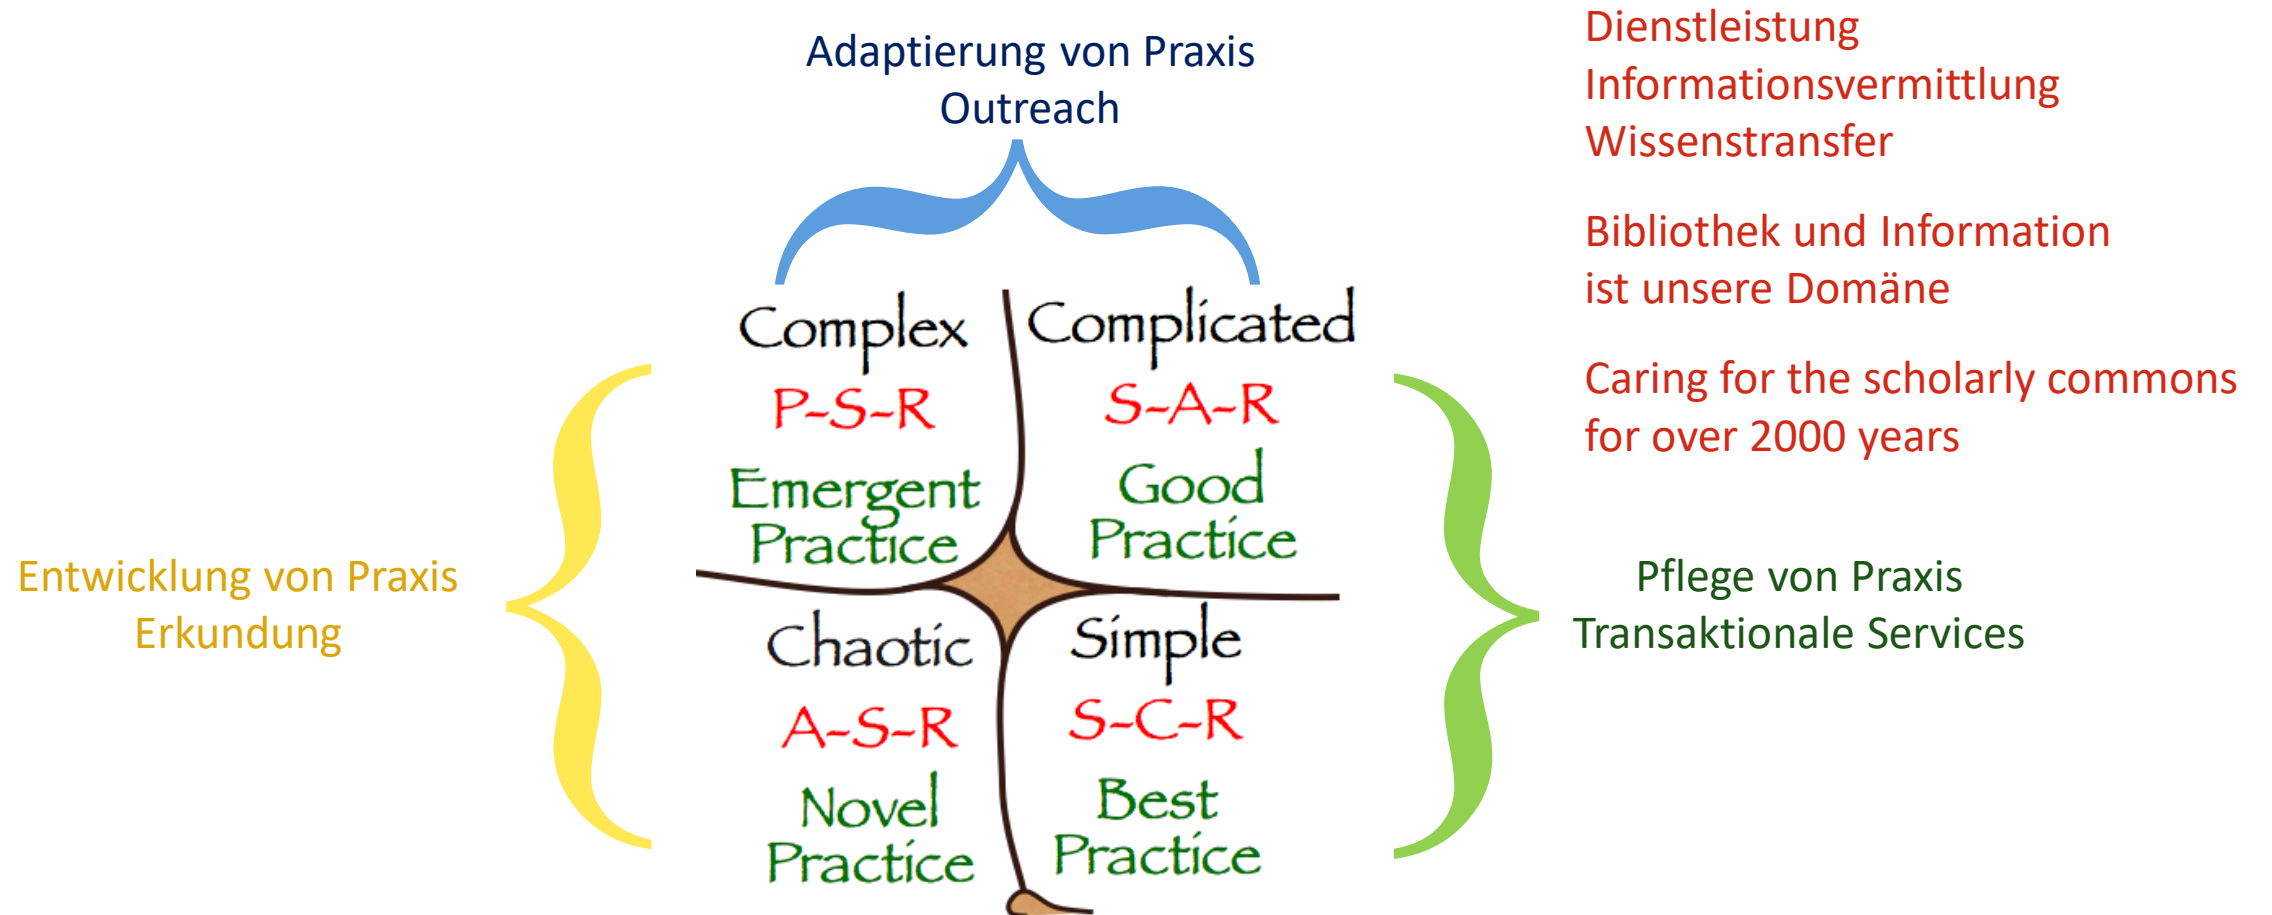 Adaptierung von Praxis
Outreach
Dienstleistung
Informationsvermittlung
Wissenstransfer
Bibliothek und Information
ist unsere Domäne
Caring for the scholarly commons
for over 2000 years
Entwicklung von Praxis
Erkundung
Complex
P-S-R
Emergent
Practice
Complicated
S-A-R
Good
Practice
Chaotic
A-S-R
Novel
Practice
Simple
S-C-R
Best
Practice
Pflege von Praxis
Transaktionale Services